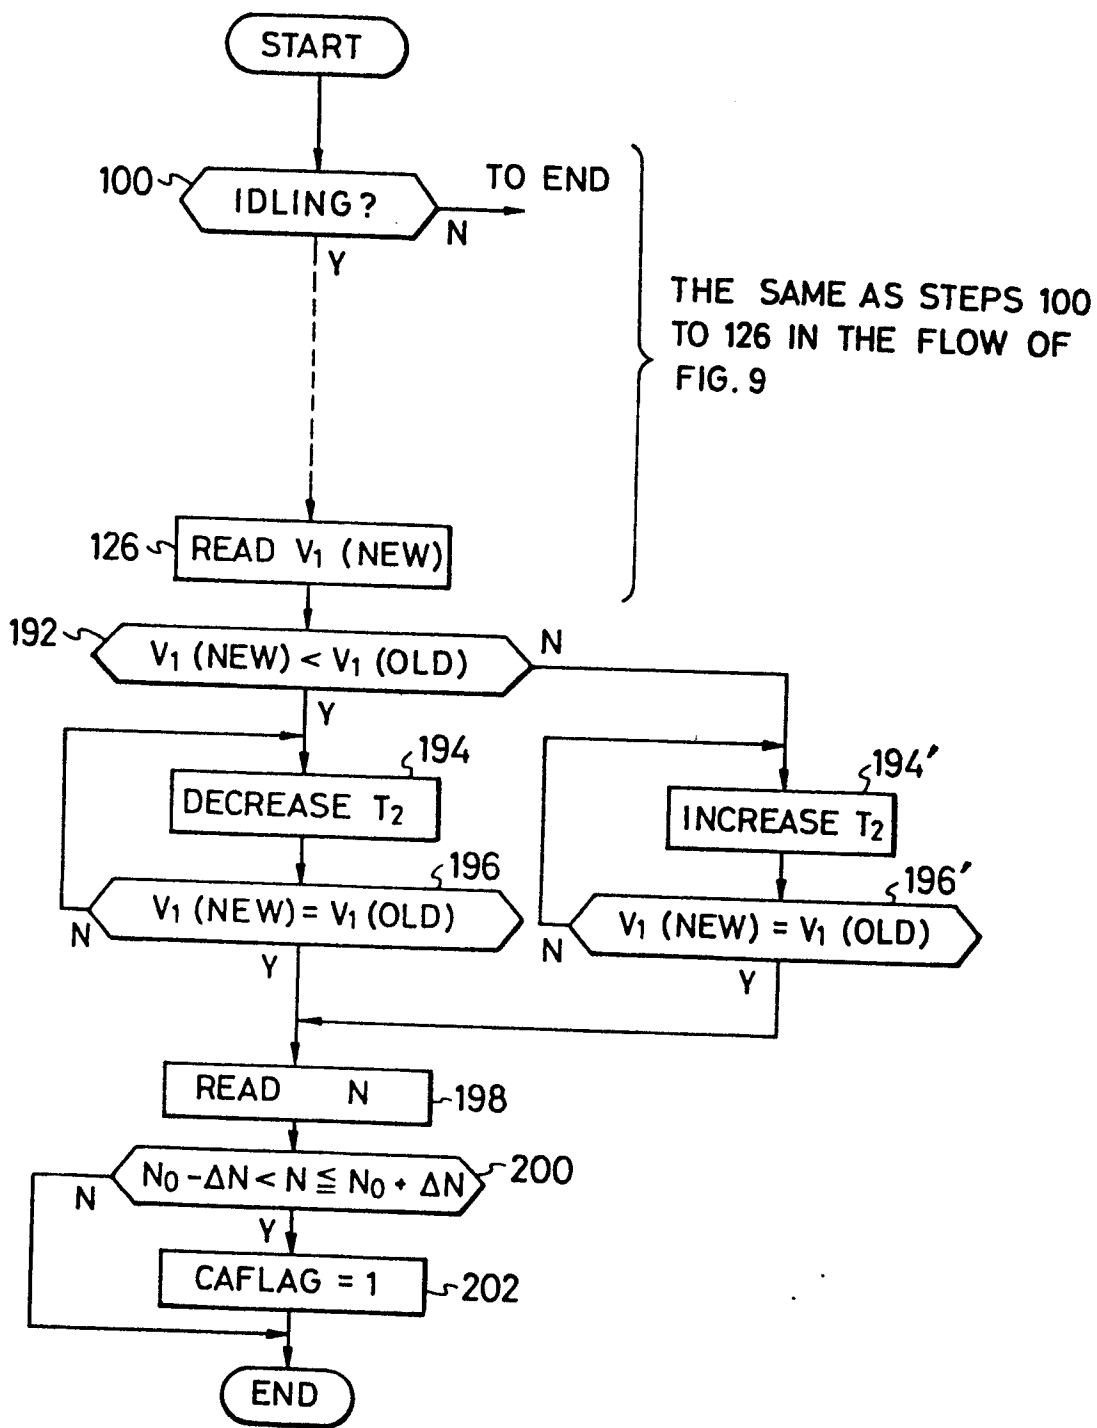 START
100
IDLING?
TO END
N
Y
THE SAME AS STEPS 100
TO 126 IN THE FLOW OF
FIG. 9
126
READ V₁ (NEW)
192
V₁ (NEW) < V₁ (OLD)
N
Y
194
DECREASE T₂
194′
INCREASE T₂
196
V₁ (NEW) = V₁ (OLD)
N
Y
196′
V₁ (NEW) = V₁ (OLD)
N
Y
READ N
198
N₀ - ΔN < N ≦ N₀ + ΔN
200
N
Y
CAFLAG = 1
202
END